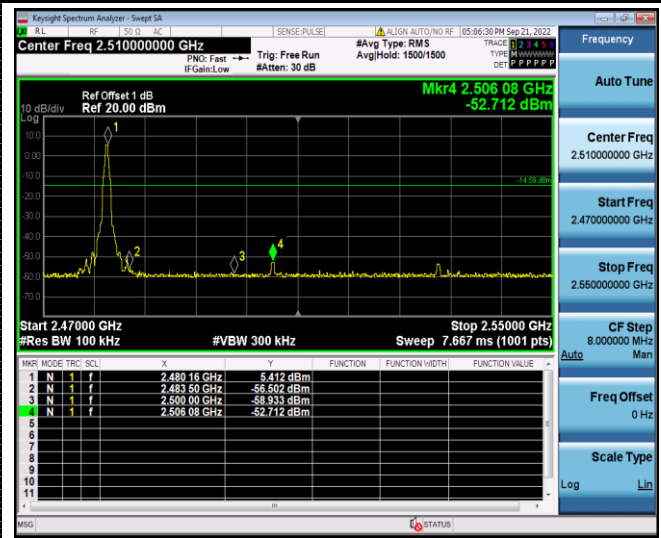 Keysight Spectrum Analyzer - Swept SA
RL RF 50 Ω AC SENSE:PULSE ALIGN AUTO/NO RF 05:06:30 PM Sep 21, 2022
Center Freq 2.510000000 GHz
PNO: Fast
IFGain:Low
Trig: Free Run
#Atten: 30 dB
#Avg Type: RMS
Avg|Hold: 1500/1500
TRACE 1 2 3 4 5 6
TYPE MWWWWW
DET P P P P P P
Ref Offset 1 dB
10 dB/div Ref 20.00 dBm
Log
Mkr4 2.506 08 GHz
-52.712 dBm
10.0
0.00
-10.0
-20.0
-30.0
-40.0
-50.0
-60.0
-70.0
1
2
3
4
-14.59 dBm
Start 2.47000 GHz Stop 2.55000 GHz
#Res BW 100 kHz #VBW 300 kHz Sweep 7.667 ms (1001 pts)
MKR MODE TRC SCL X Y FUNCTION FUNCTION WIDTH FUNCTION VALUE
1 N 1 f 2.480 16 GHz 5.412 dBm
2 N 1 f 2.483 50 GHz -56.502 dBm
3 N 1 f 2.500 00 GHz -58.933 dBm
4 N 1 f 2.506 08 GHz -52.712 dBm
5
6
7
8
9
10
11
MSG STATUS
Frequency
Auto Tune
Center Freq
2.510000000 GHz
Start Freq
2.470000000 GHz
Stop Freq
2.550000000 GHz
CF Step
8.000000 MHz
Auto Man
Freq Offset
0 Hz
Scale Type
Log Lin